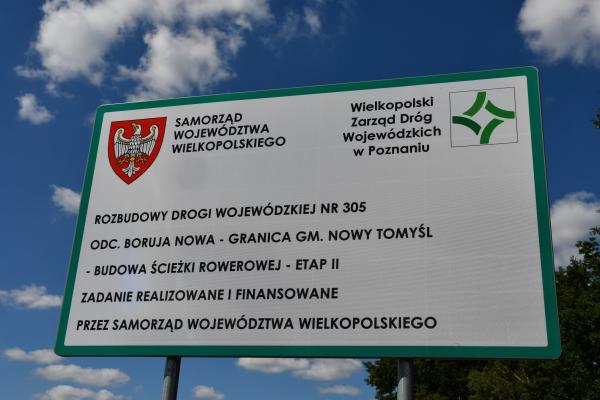 SAMORZĄD
WOJEWÓDZTWA
WIELKOPOLSKIEGO
Wielkopolski
Zarząd Dróg
Wojewódzkich
w Poznaniu
ROZBUDOWY DROGI WOJEWÓDZKIEJ NR 305
ODC. BORUJA NOWA - GRANICA GM. NOWY TOMYŚL
- BUDOWA ŚCIEŻKI ROWEROWEJ - ETAP II
ZADANIE REALIZOWANE I FINANSOWANE
PRZEZ SAMORZĄD WOJEWÓDZTWA WIELKOPOLSKIEGO